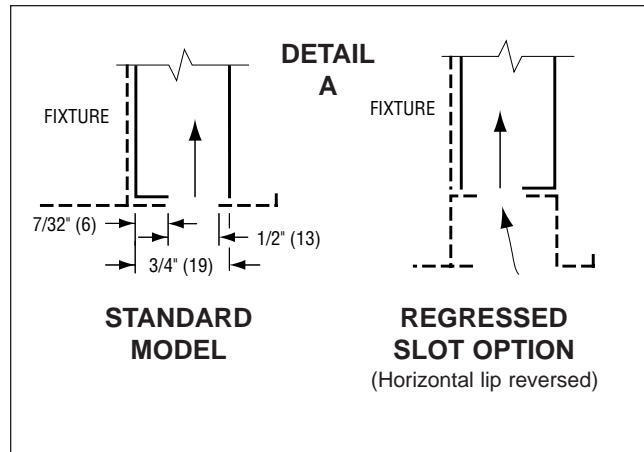 DETAIL
A
FIXTURE
FIXTURE
7/32" (6)
1/2" (13)
3/4" (19)
STANDARD
MODEL
REGRESSED
SLOT OPTION
(Horizontal lip reversed)